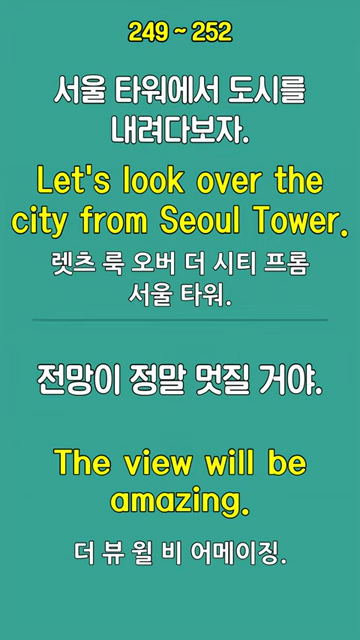 249 ~ 252
서울 타워에서 도시를
내려다보자.
Let's look over the
city from Seoul Tower.
렛츠 룩 오버 더 시티 프롬
서울 타워.
전망이 정말 멋질 거야.
The view will be
amazing.
더 뷰 윌 비 어메이징.